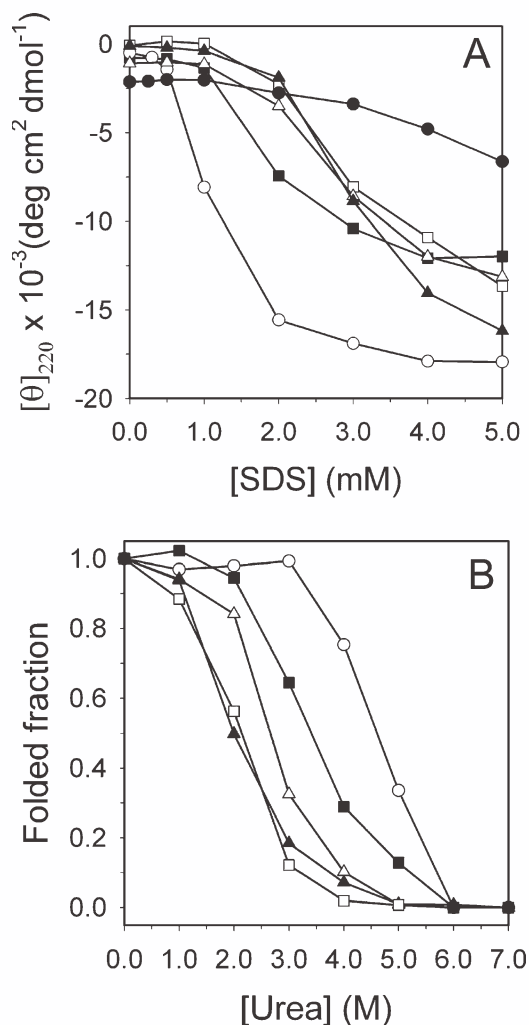 A
[θ]₂₂₀ x 10⁻³(deg cm² dmol⁻¹)
0
-5
-10
-15
-20
0.0 1.0 2.0 3.0 4.0 5.0
[SDS] (mM)
B
Folded fraction
1.0
0.8
0.6
0.4
0.2
0.0
0.0 1.0 2.0 3.0 4.0 5.0 6.0 7.0
[Urea] (M)